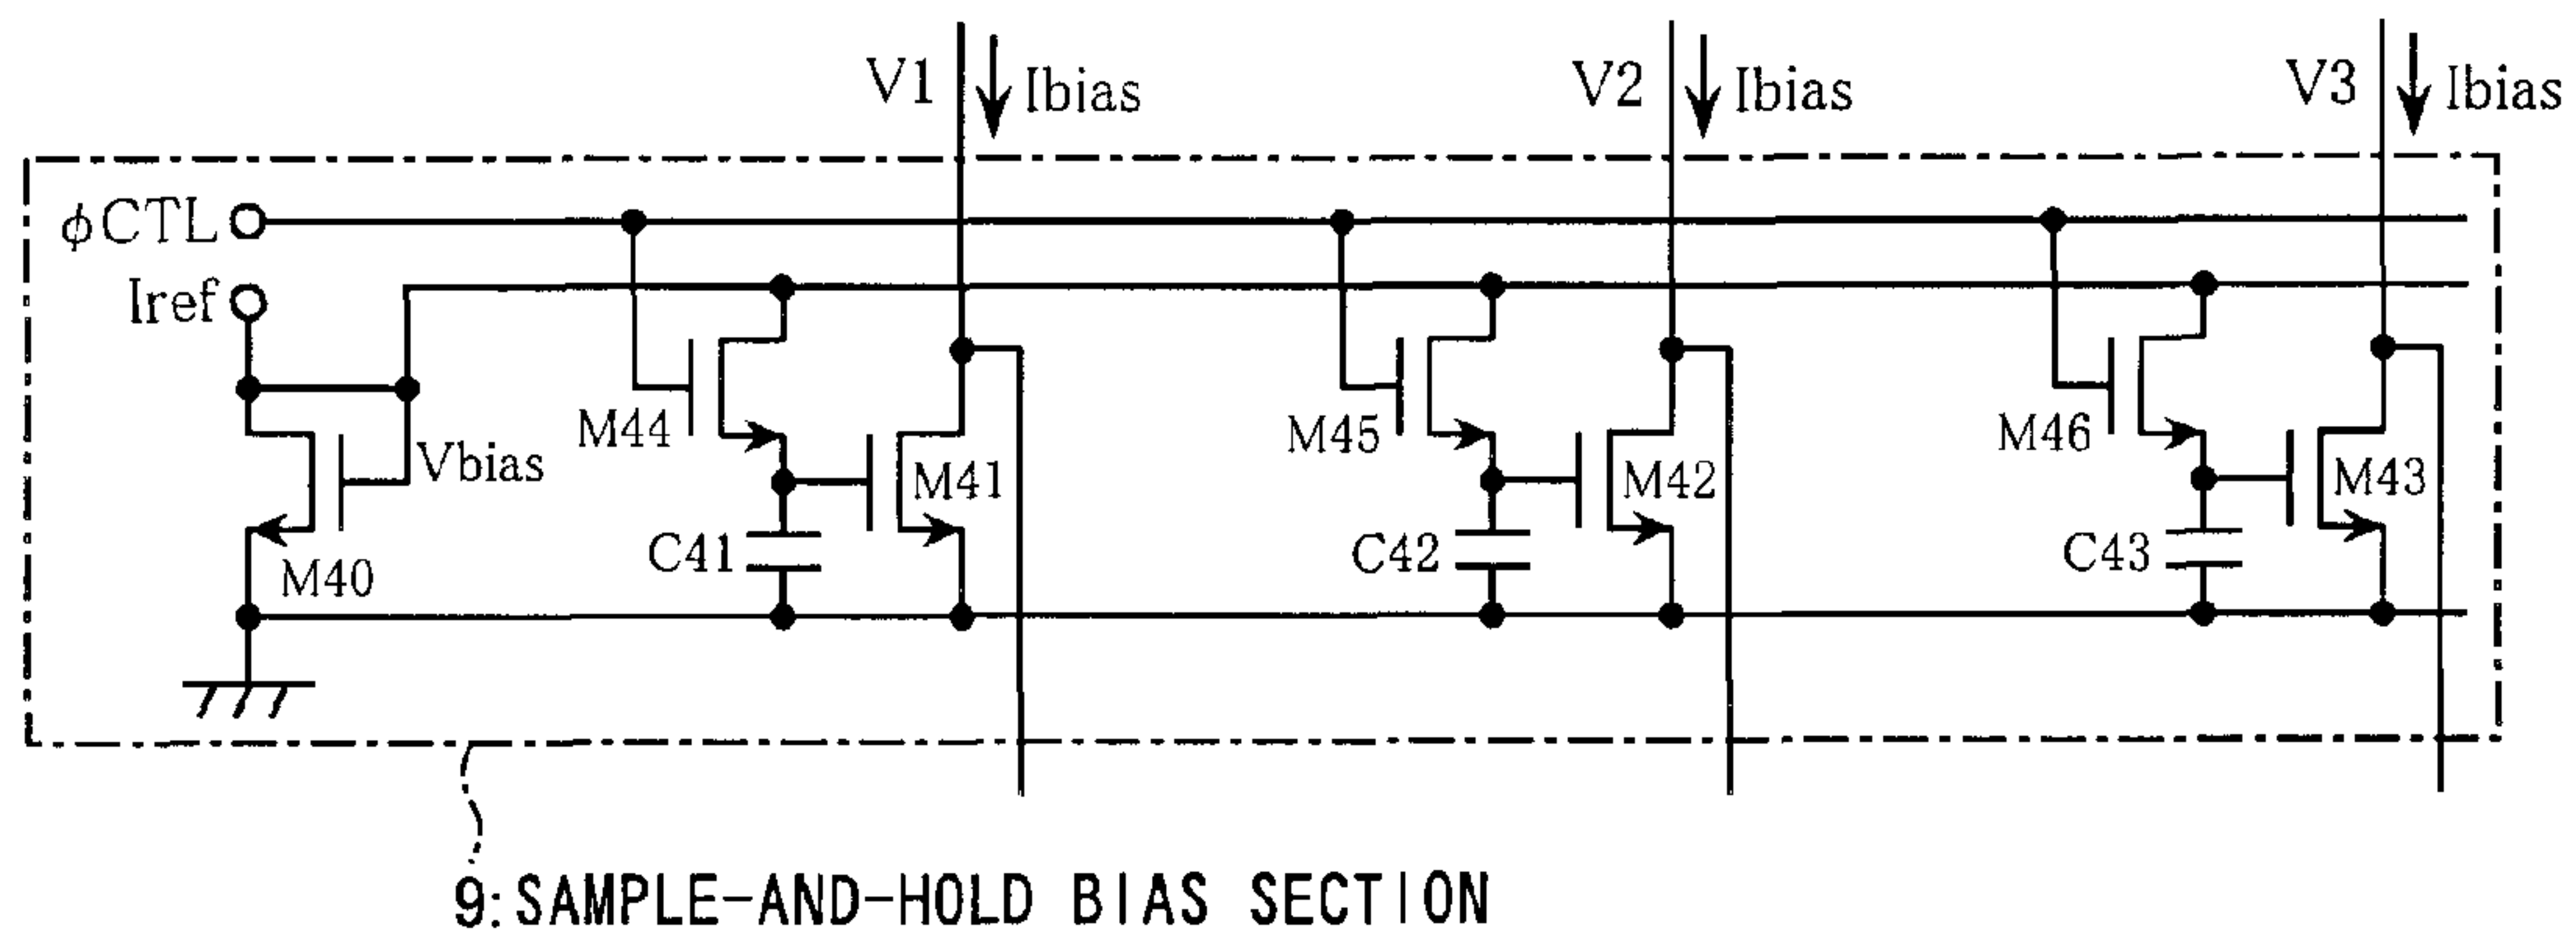 V1 Ibias V2 Ibias V3 Ibias
φCTL
Iref
M44 M45 M46
Vbias M41 M42 M43
M40 C41 C42 C43
9:SAMPLE-AND-HOLD BIAS SECTION